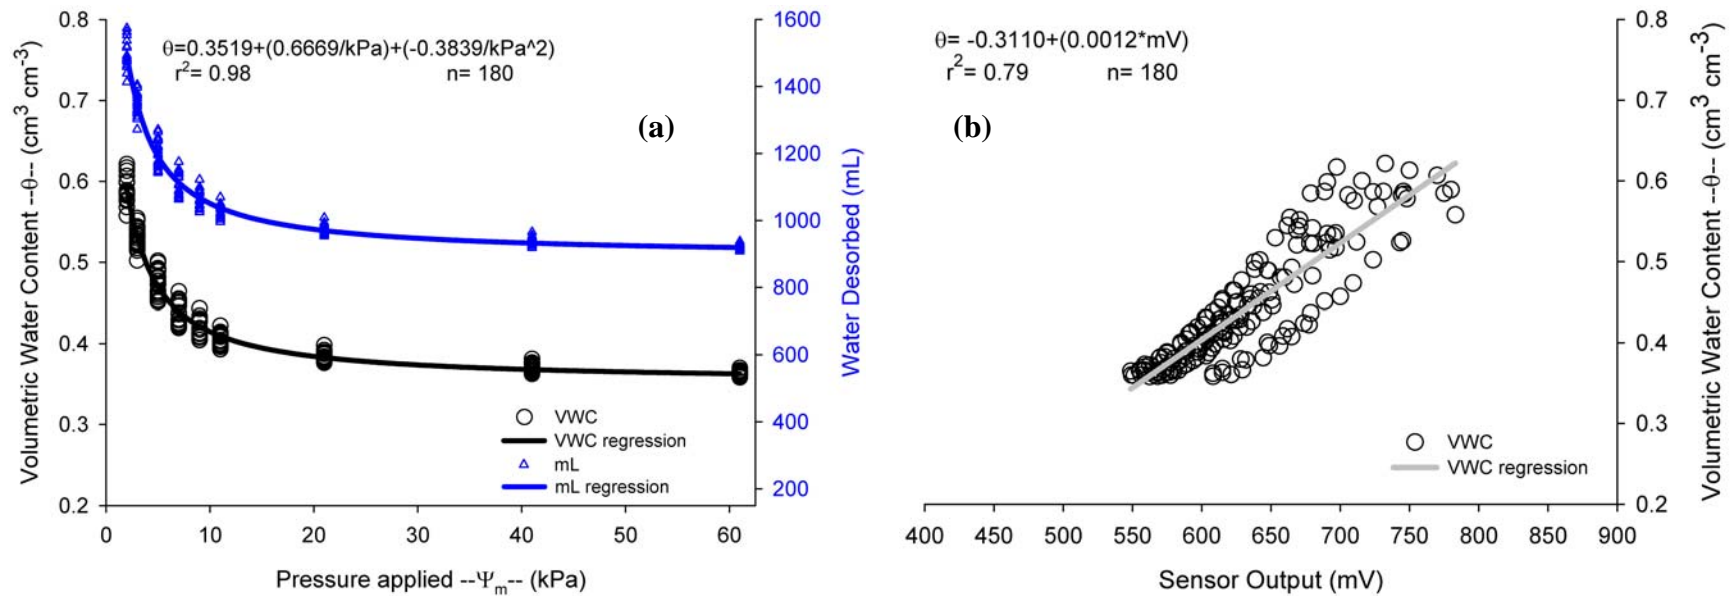 θ=0.3519+(0.6669/kPa)+(-0.3839/kPa^2)
r²= 0.98 n= 180
(a)
Volumetric Water Content --θ-- (cm³ cm⁻³)
0.8
0.7
0.6
0.5
0.4
0.3
0.2
0 10 20 30 40 50 60
Pressure applied --Ψₘ-- (kPa)
1600
1400
1200
1000
800
600
400
200
Water Desorbed (mL)
VWC
VWC regression
mL
mL regression
θ= -0.3110+(0.0012*mV)
r²= 0.79 n= 180
(b)
VWC
VWC regression
400 450 500 550 600 650 700 750 800 850 900
Sensor Output (mV)
0.8
0.7
0.6
0.5
0.4
0.3
0.2
Volumetric Water Content --θ-- (cm³ cm⁻³)